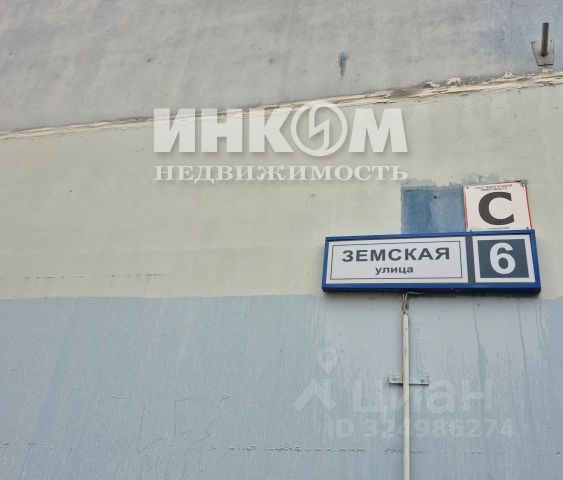 ИНКОМ
НЕДВИЖИМОСТЬ
С
ЗЕМСКАЯ
улица
6
циан
ID 324986274